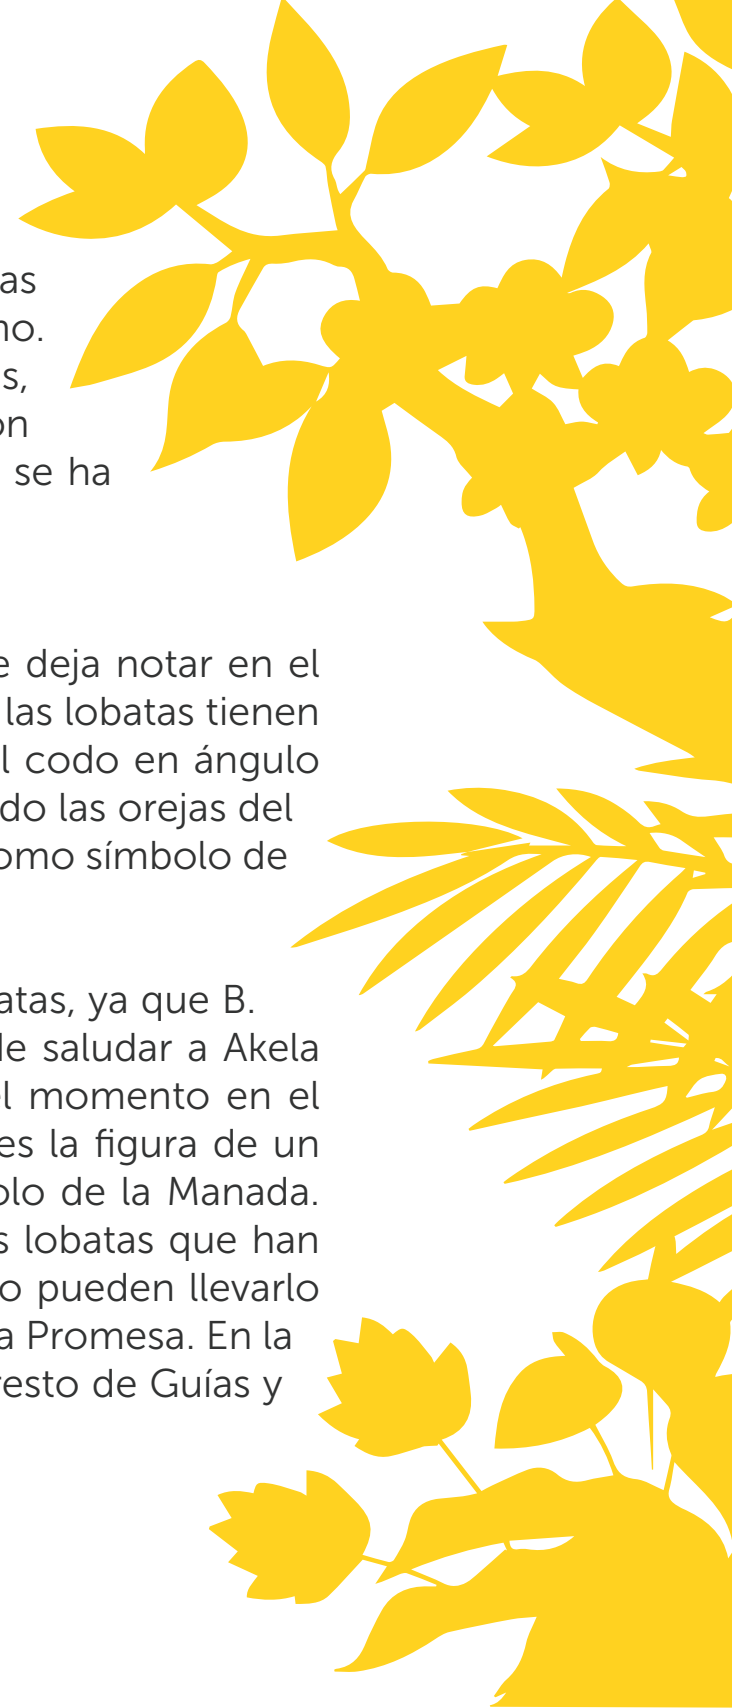 as
no.
s,
on
se ha
e deja notar en el
las lobatas tienen
l codo en ángulo
do las orejas del
omo símbolo de
atas, ya que B.
de saludar a Akela
el momento en el
es la figura de un
olo de la Manada.
s lobatas que han
o pueden llevarlo
a Promesa. En la
resto de Guías y